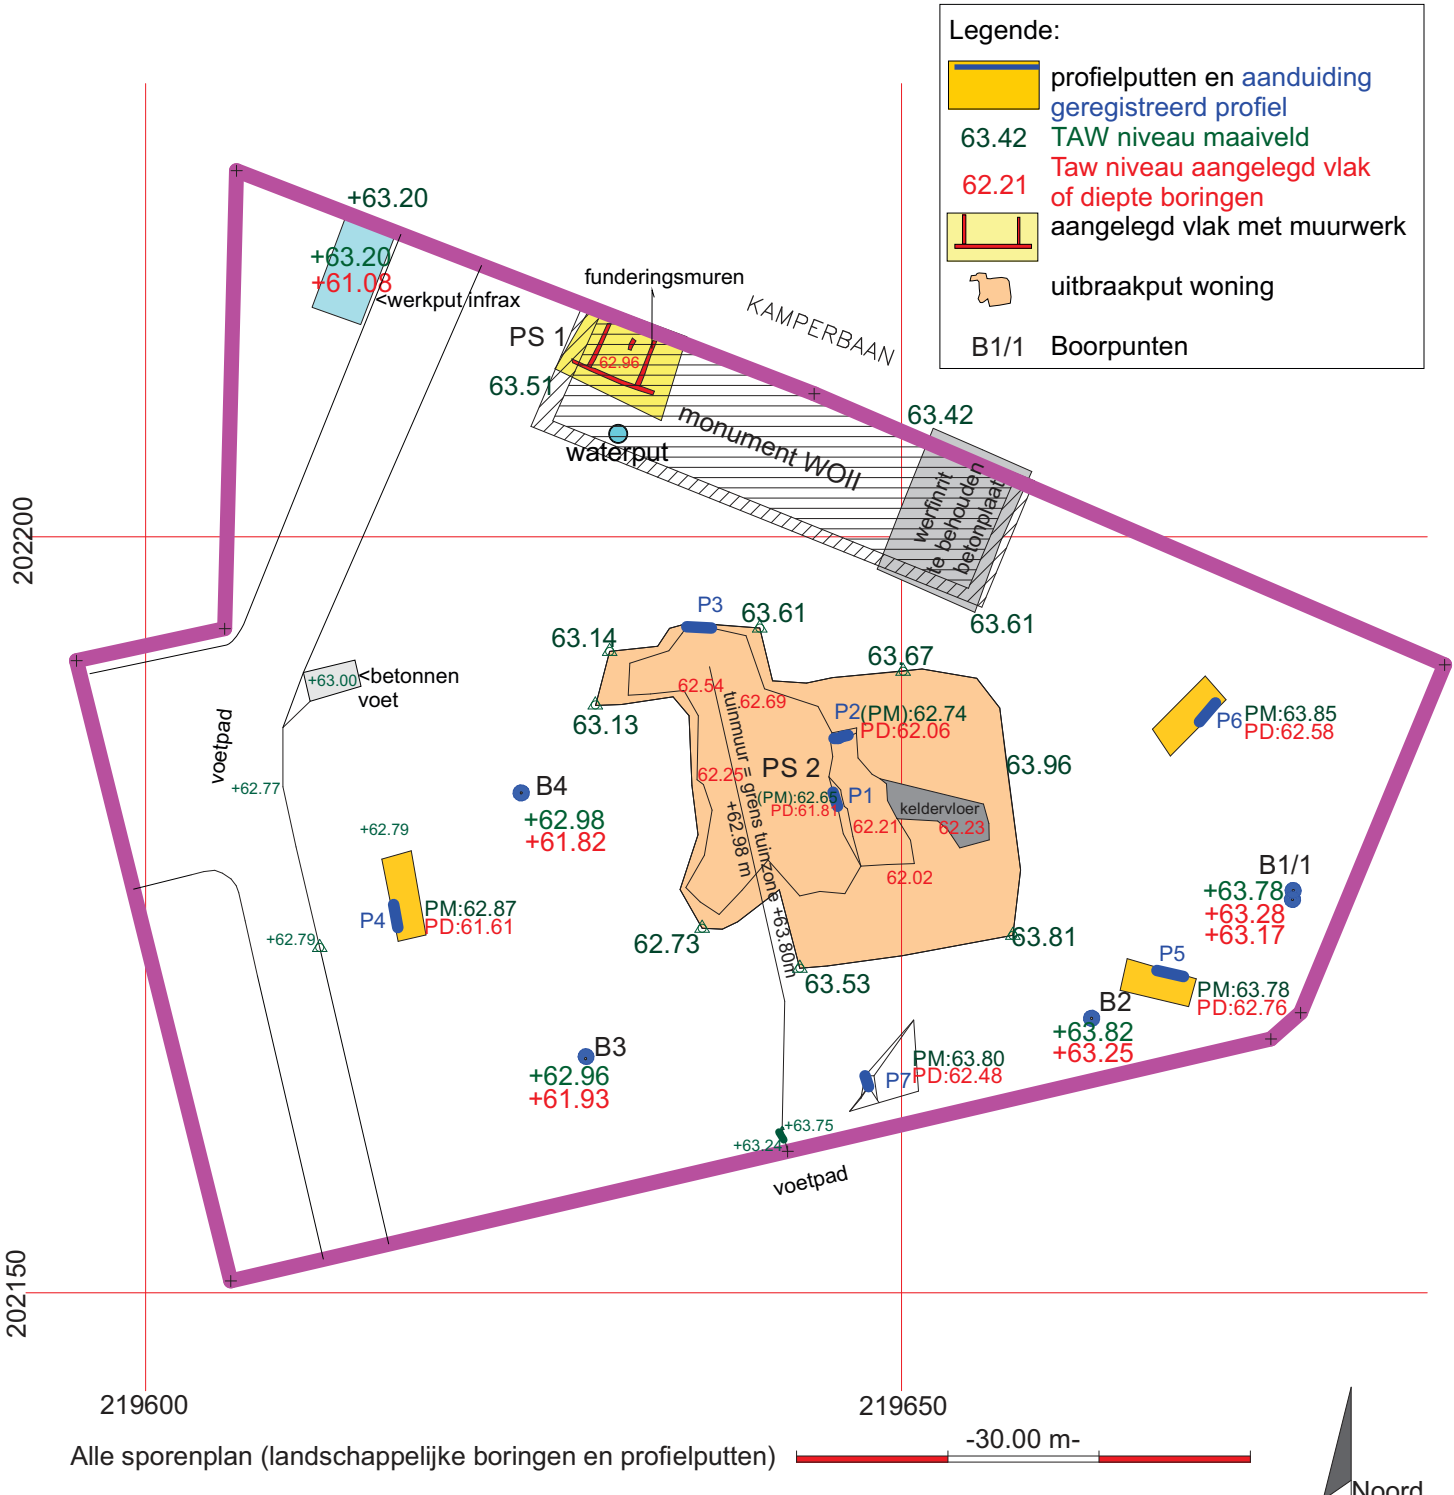 Legende:
profielputten en aanduiding
geregistreerd profiel
63.42 TAW niveau maaiveld
Taw niveau aangelegd vlak
62.21
of diepte boringen
aangelegd vlak met muurwerk
uitbraakput woning
B1/1 Boorpunten
+63.20
+63.20
+61.08
<werkput infrax
funderingsmuren
KAMPERBAAN
PS 1
62.96
63.51
63.42
monument WOII
waterput
werfinrit
te behouden
betonplaat
202200
63.61
P3
63.61
63.14
63.67
<betonnen
voet
+63.00
62.54
62.69
63.13
P2
(PM):62.74
PD:62.06
P6
PM:63.85
PD:62.58
voetpad
tuinmuur = grens tuinzone +63.80m
+62.98 m
63.96
62.25
PS 2
+62.77
B4
(PM):62.65
PD:61.81
P1
keldervloer
62.21
62.23
+62.98
+61.82
+62.79
B1/1
62.02
+63.78
+63.28
+63.17
P4
PM:62.87
PD:61.61
+62.79
62.73
63.81
P5
63.53
PM:63.78
PD:62.76
B2
+63.82
+63.25
B3
+62.96
+61.93
P7
PM:63.80
PD:62.48
+63.75
+63.24
voetpad
202150
219600
219650
Alle sporenplan (landschappelijke boringen en profielputten)
-30.00 m-
Noord